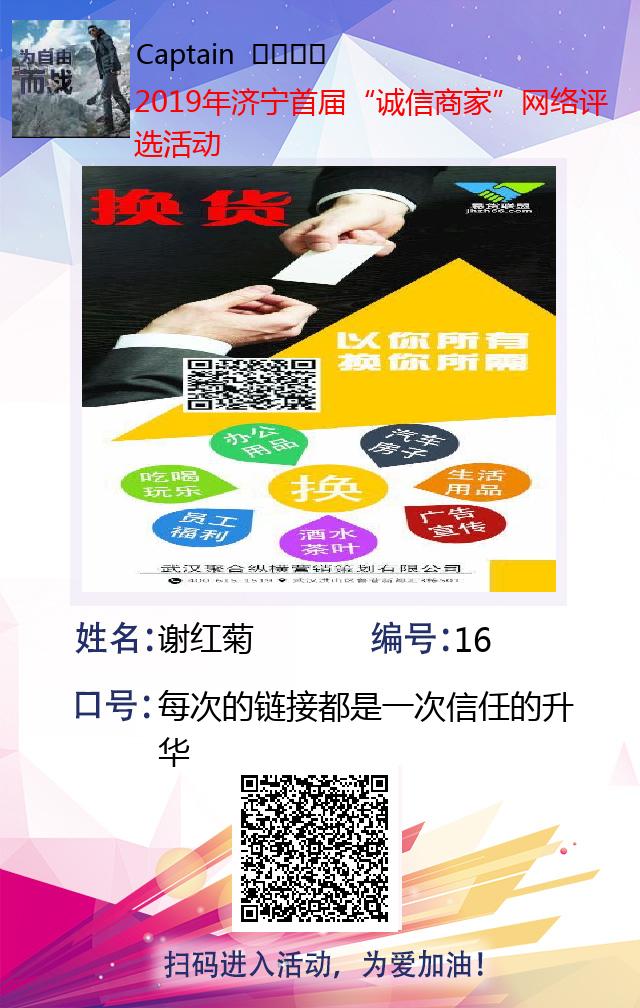 为自由
而战
Captain
2019年济宁首届“诚信商家”网络评
选活动
换货
易货联盟
以你所有
换你所需
办公
用品
汽车
房子
吃喝
玩乐
换
生活
用品
员工
福利
酒水
茶叶
广告
宣传
武汉聚合纵横营销策划有限公司
姓名:谢红菊
编号:16
口号:每次的链接都是一次信任的升
华
扫码进入活动，为爱加油！